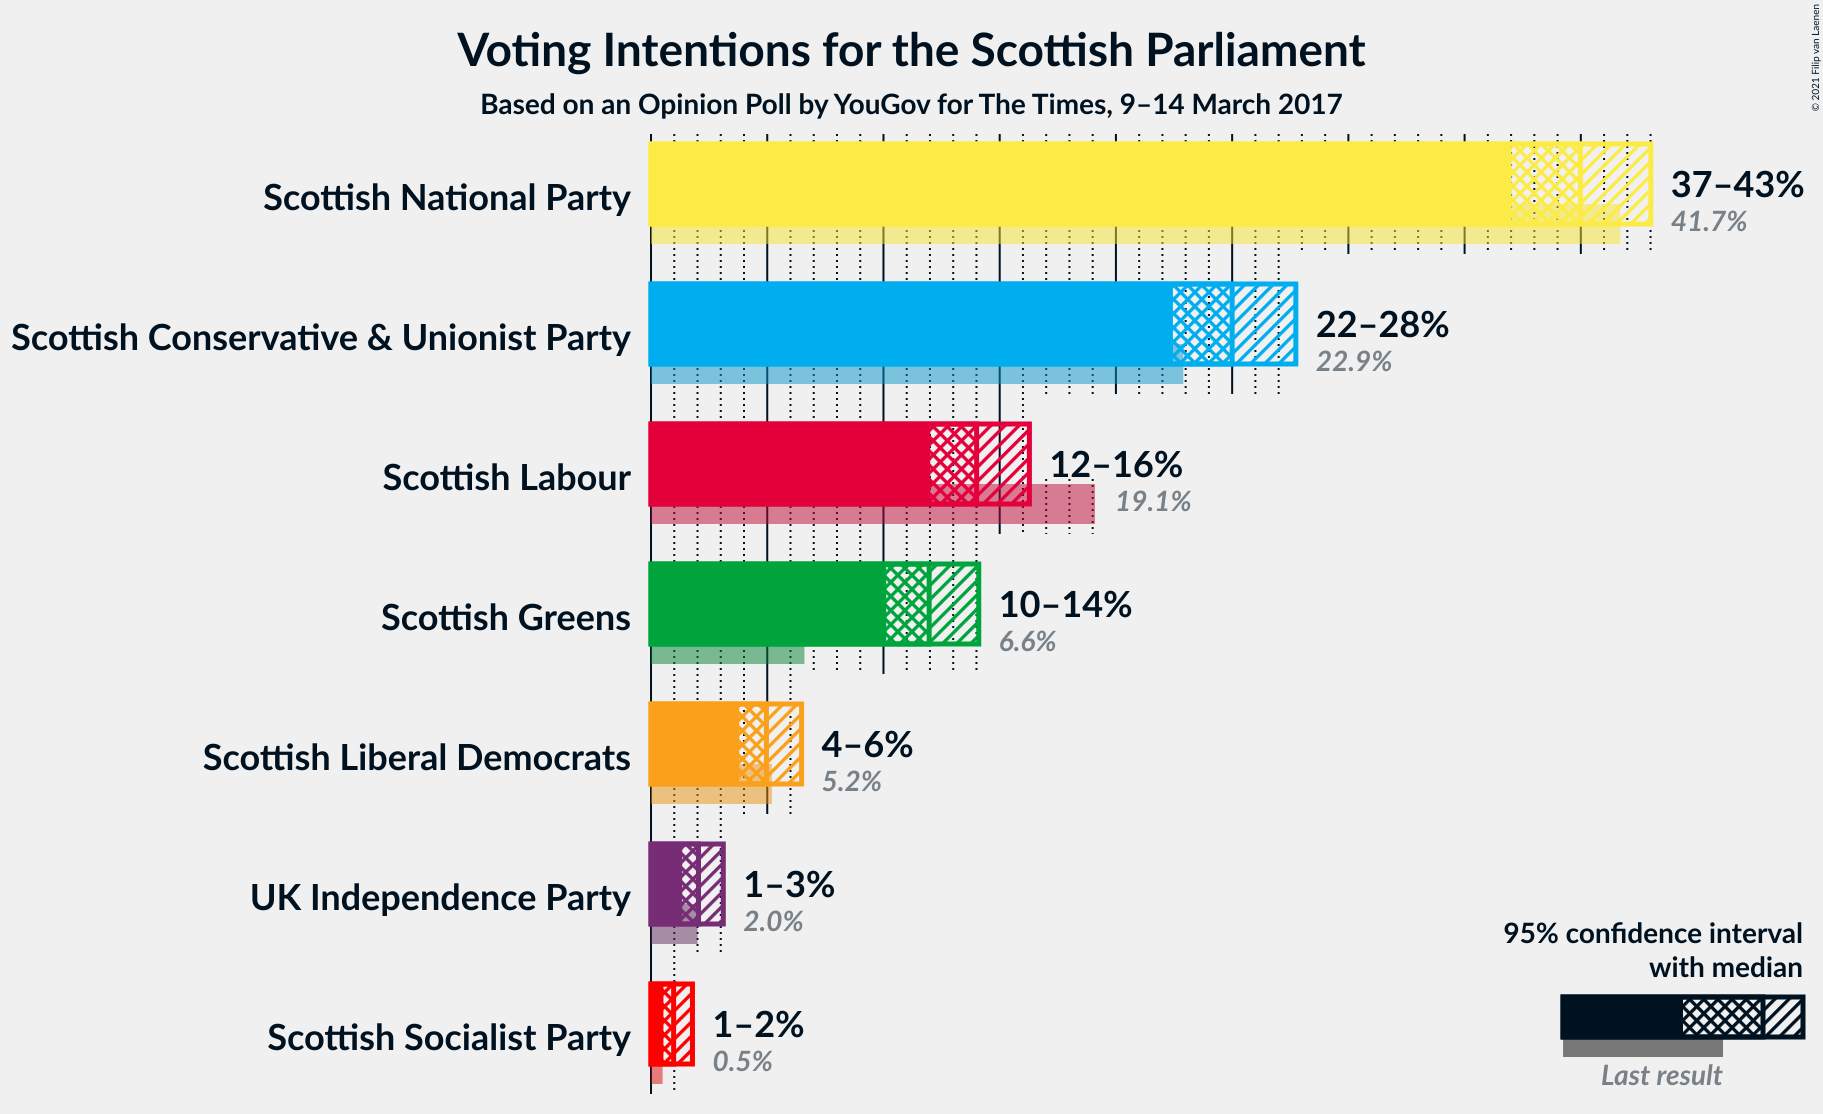 Voting Intentions for the Scottish Parliament
Based on an Opinion Poll by YouGov for The Times, 9–14 March 2017
© 2021 Filip van Laenen
Scottish National Party
37–43%
41.7%
Scottish Conservative & Unionist Party
22–28%
22.9%
Scottish Labour
12–16%
19.1%
Scottish Greens
10–14%
6.6%
Scottish Liberal Democrats
4–6%
5.2%
UK Independence Party
1–3%
2.0%
Scottish Socialist Party
1–2%
0.5%
95% confidence interval
with median
Last result